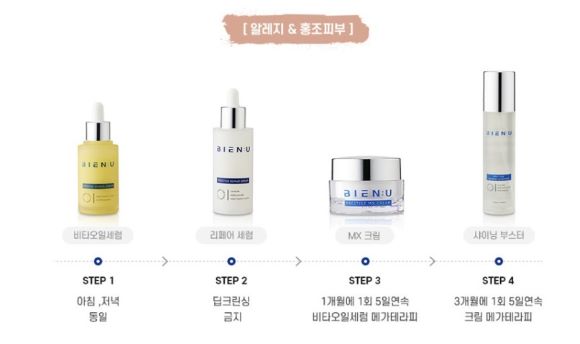 [ 알레지 & 홍조피부 ]
BIEN:U
BIEN:U
BIEN:U
BIEN:U
PEPTIDE MX CREAM
비타오일세럼
리페어 세럼
MX 크림
샤이닝 부스터
STEP 1
STEP 2
STEP 3
STEP 4
아침 ,저녁
동일
딥크린싱
금지
1개월에 1회 5일연속
비타오일세럼 메가테라피
3개월에 1회 5일연속
크림 메가테라피